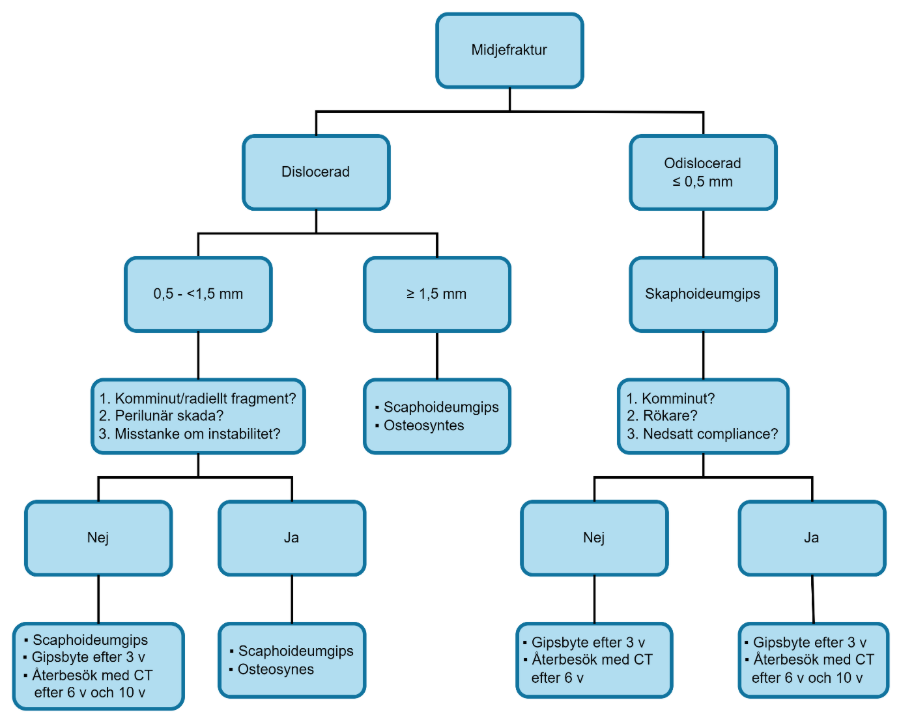 Midjefraktur
Dislocerad
Odislocerad
≤ 0,5 mm
0,5 - <1,5 mm
≥ 1,5 mm
Skaphoideumgips
1. Komminut/radiellt fragment?
2. Perilunär skada?
3. Misstanke om instabilitet?
▪ Scaphoideumgips
▪ Osteosyntes
1. Komminut?
2. Rökare?
3. Nedsatt compliance?
Nej
Ja
Nej
Ja
▪ Scaphoideumgips
▪ Gipsbyte efter 3 v
▪ Återbesök med CT
efter 6 v och 10 v
▪ Scaphoideumgips
▪ Osteosynes
▪ Gipsbyte efter 3 v
▪ Återbesök med CT
efter 6 v
▪ Gipsbyte efter 3 v
▪ Återbesök med CT
efter 6 v och 10 v